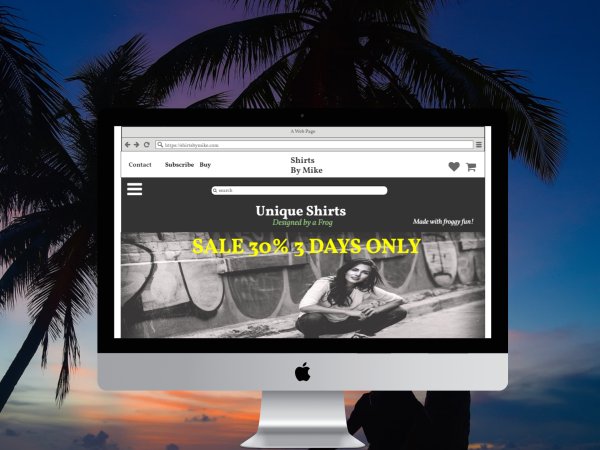 A Web Page
https://shirtsbymike.com
Contact Subscribe Buy
Shirts
By Mike
search
Unique Shirts
Designed by a Frog
Made with froggy fun!
SALE 30% 3 DAYS ONLY